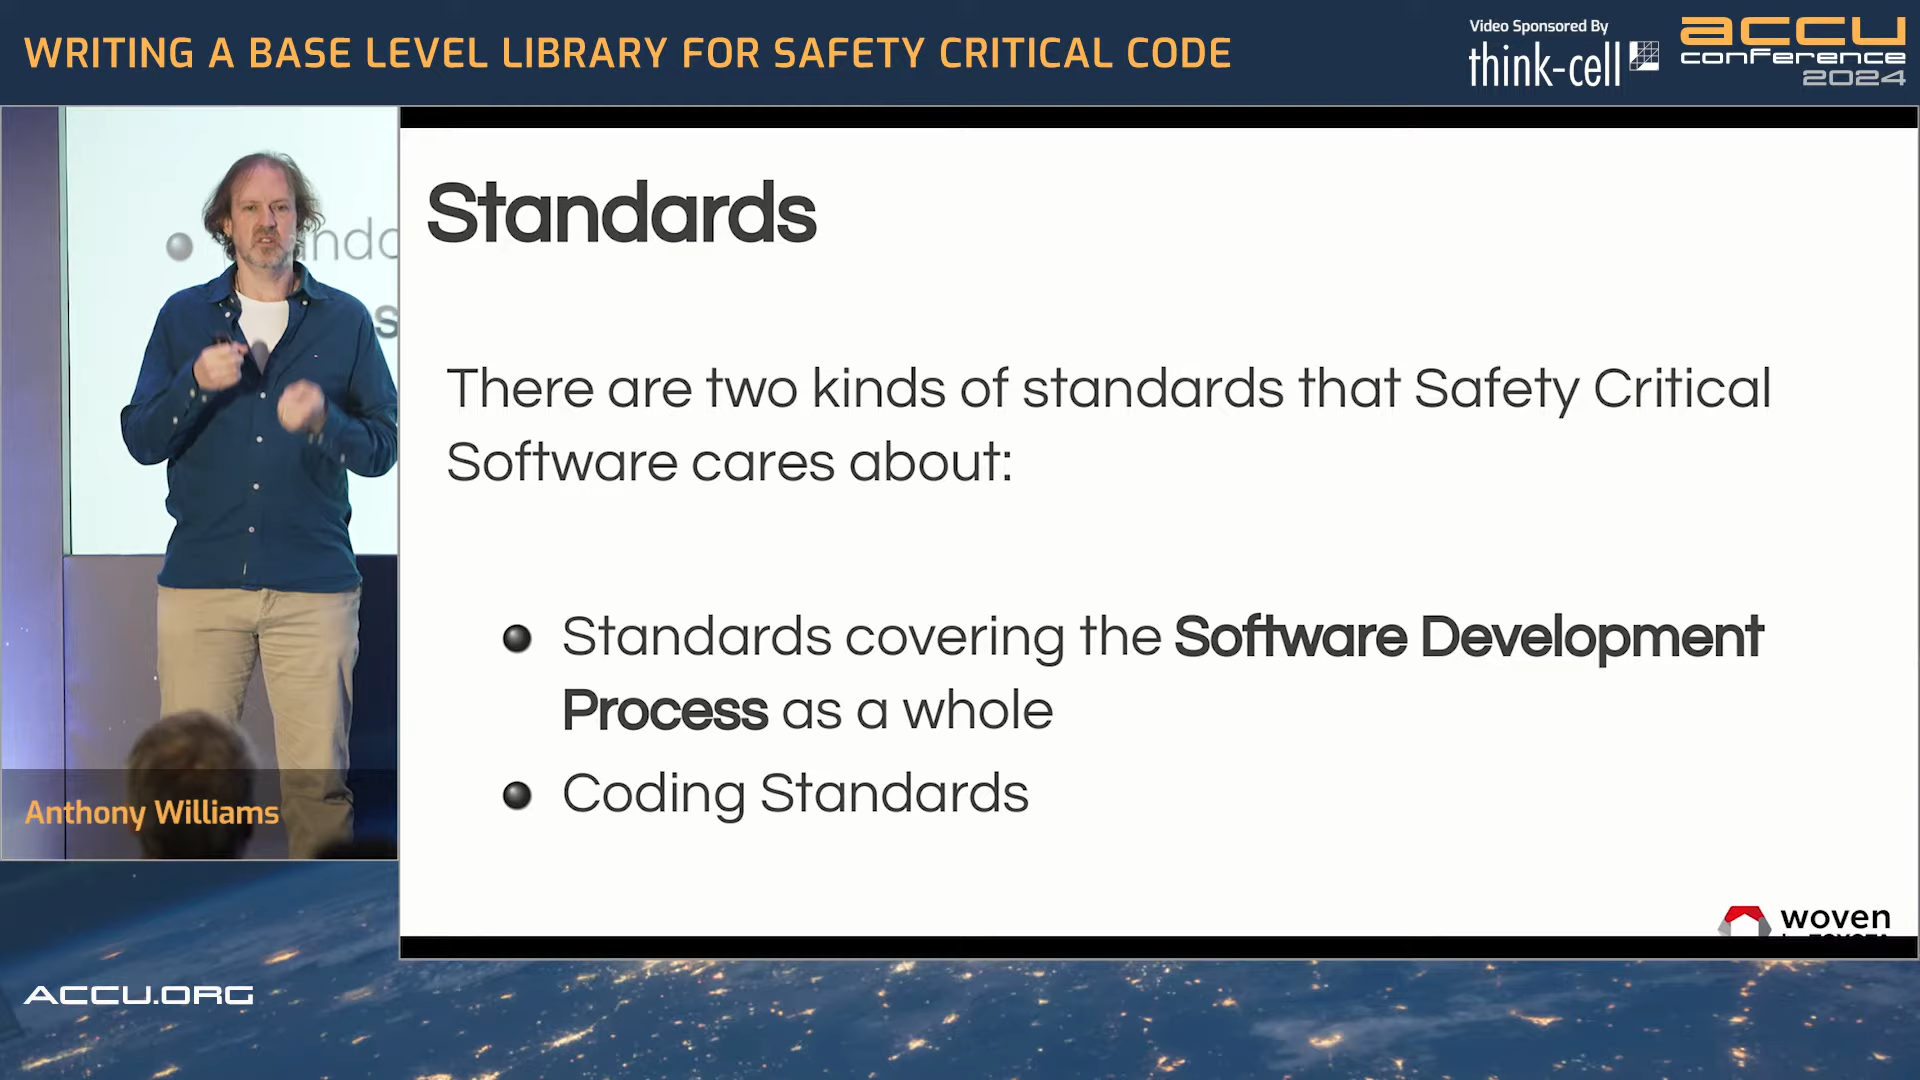 WRITING A BASE LEVEL LIBRARY FOR SAFETY CRITICAL CODE
Video Sponsored By
think-cell
accu
conference
2024
Standards
There are two kinds of standards that Safety Critical
Software cares about:
Standards covering the Software Development
Process as a whole
Coding Standards
woven
Anthony Williams
ACCU.ORG